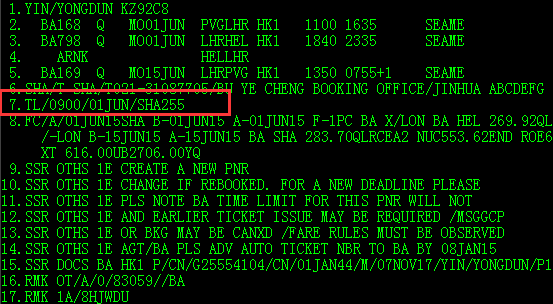 1.YIN/YONGDUN KZ92C8
2. BA168 Q MO01JUN PVGLHR HK1 1100 1635 SEAME
3. BA798 Q MO01JUN LHRHEL HK1 1840 2335 SEAME
4. ARNK HELLHR
5. BA169 Q MO15JUN LHRPVG HK1 1350 0755+1 SEAME
6.SHA/T SHA/T021-31087705/BU YE CHENG BOOKING OFFICE/JINHUA ABCDEFG
7.TL/0900/01JUN/SHA255
8.FC/A/01JUN15SHA B-01JUN15 A-01JUN15 F-1PC BA X/LON BA HEL 269.92QL
/-LON B-15JUN15 A-15JUN15 BA SHA 283.70QLRCEA2 NUC553.62END ROE6
XT 616.00UB2706.00YQ
9.SSR OTHS 1E CREATE A NEW PNR
10.SSR OTHS 1E CHANGE IF REBOOKED. FOR A NEW DEADLINE PLEASE
11.SSR OTHS 1E PLS NOTE BA TIME LIMIT FOR THIS PNR WILL NOT
12.SSR OTHS 1E AND EARLIER TICKET ISSUE MAY BE REQUIRED /MSGGCP
13.SSR OTHS 1E OR BKG MAY BE CANXD /FARE RULES MUST BE OBSERVED
14.SSR OTHS 1E AGT/BA PLS ADV AUTO TICKET NBR TO BA BY 08JAN15
15.SSR DOCS BA HK1 P/CN/G25554104/CN/01JAN44/M/07NOV17/YIN/YONGDUN/P1
16.RMK OT/A/0/83059//BA
17.RMK 1A/8HJWDU